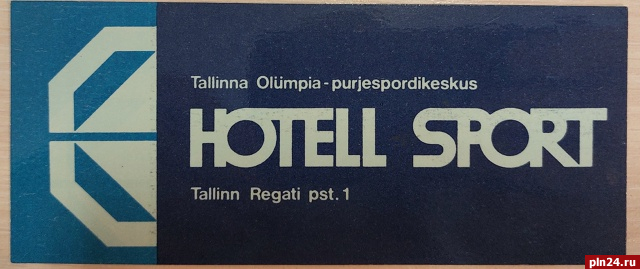 Tallinna Olümpia-purjespordikeskus
HOTELL SPORT
Tallinn Regati pst. 1
pln24.ru